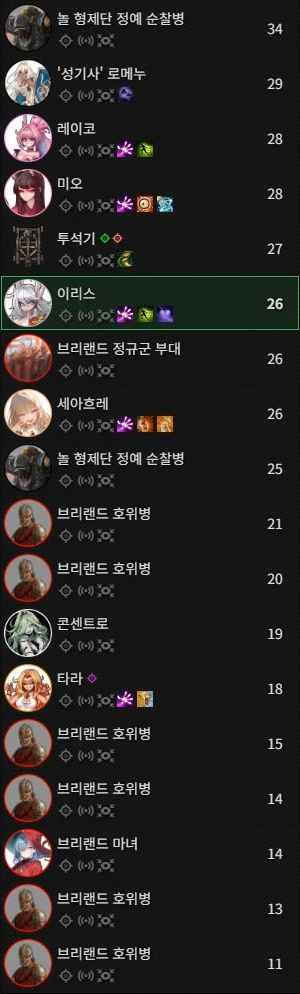 놀 형제단 정예 순찰병
34
'성기사' 로메누
29
레이코
28
미오
28
투석기
27
이리스
26
브리랜드 정규군 부대
26
세아흐레
26
놀 형제단 정예 순찰병
25
브리랜드 호위병
21
브리랜드 호위병
20
콘센트로
19
타라
18
브리랜드 호위병
15
브리랜드 호위병
14
브리랜드 마녀
14
브리랜드 호위병
13
브리랜드 호위병
11